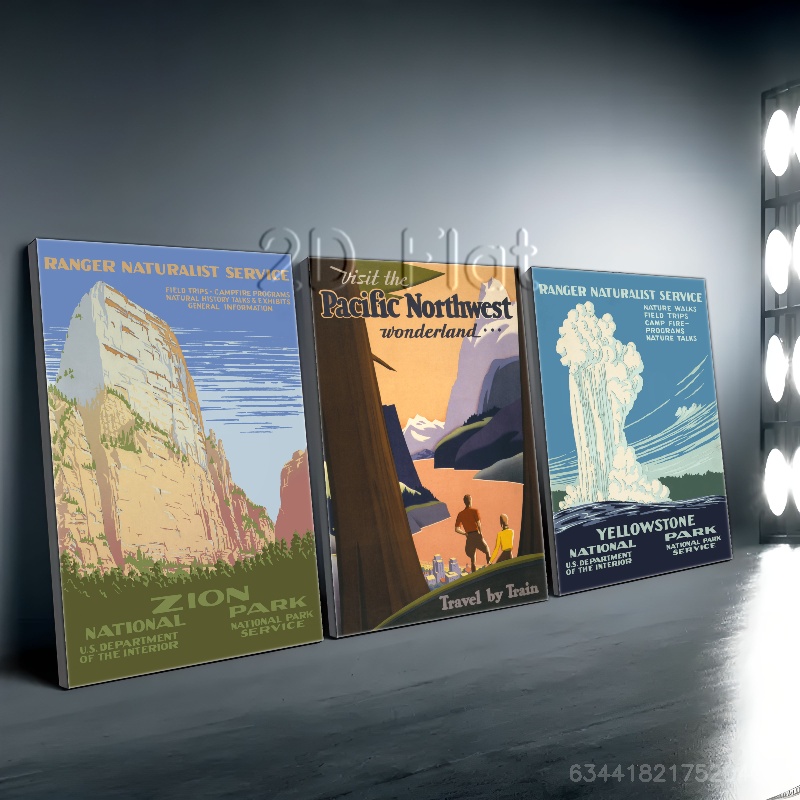 2D Flat
RANGER NATURALIST SERVICE
FIELD TRIPS - CAMPFIRE PROGRAMS
NATURAL HISTORY TALKS & EXHIBITS
GENERAL INFORMATION
ZION
NATIONAL PARK
U.S. DEPARTMENT
OF THE INTERIOR
NATIONAL PARK
SERVICE
Visit the
Pacific Northwest
wonderland...
Travel by Train
RANGER NATURALIST SERVICE
NATURE WALKS
FIELD TRIPS
CAMP FIRE-
PROGRAMS
NATURE TALKS
YELLOWSTONE
NATIONAL PARK
U.S. DEPARTMENT
OF THE INTERIOR
NATIONAL PARK
SERVICE